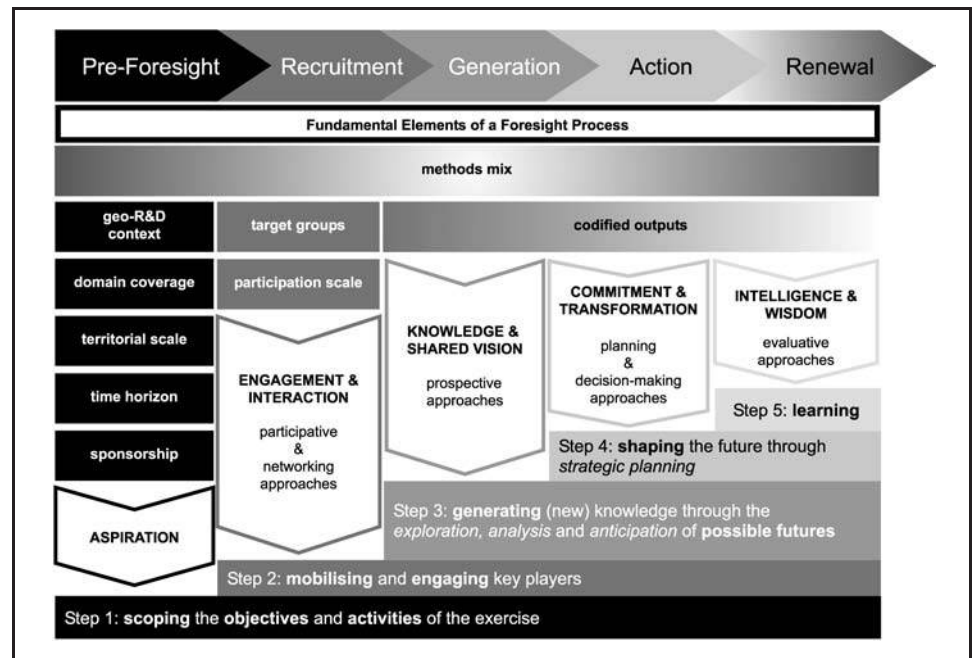 Pre-Foresight
Recruitment
Generation
Action
Renewal
Fundamental Elements of a Foresight Process
methods mix
geo-R&D
context
target groups
codified outputs
domain coverage
participation scale
territorial scale
time horizon
sponsorship
ASPIRATION
ENGAGEMENT &
INTERACTION
participative
&
networking
approaches
KNOWLEDGE &
SHARED VISION
prospective
approaches
COMMITMENT &
TRANSFORMATION
planning
&
decision-making
approaches
INTELLIGENCE &
WISDOM
evaluative
approaches
Step 5: learning
Step 4: shaping the future through
strategic planning
Step 3: generating (new) knowledge through the
exploration, analysis and anticipation of possible futures
Step 2: mobilising and engaging key players
Step 1: scoping the objectives and activities of the exercise